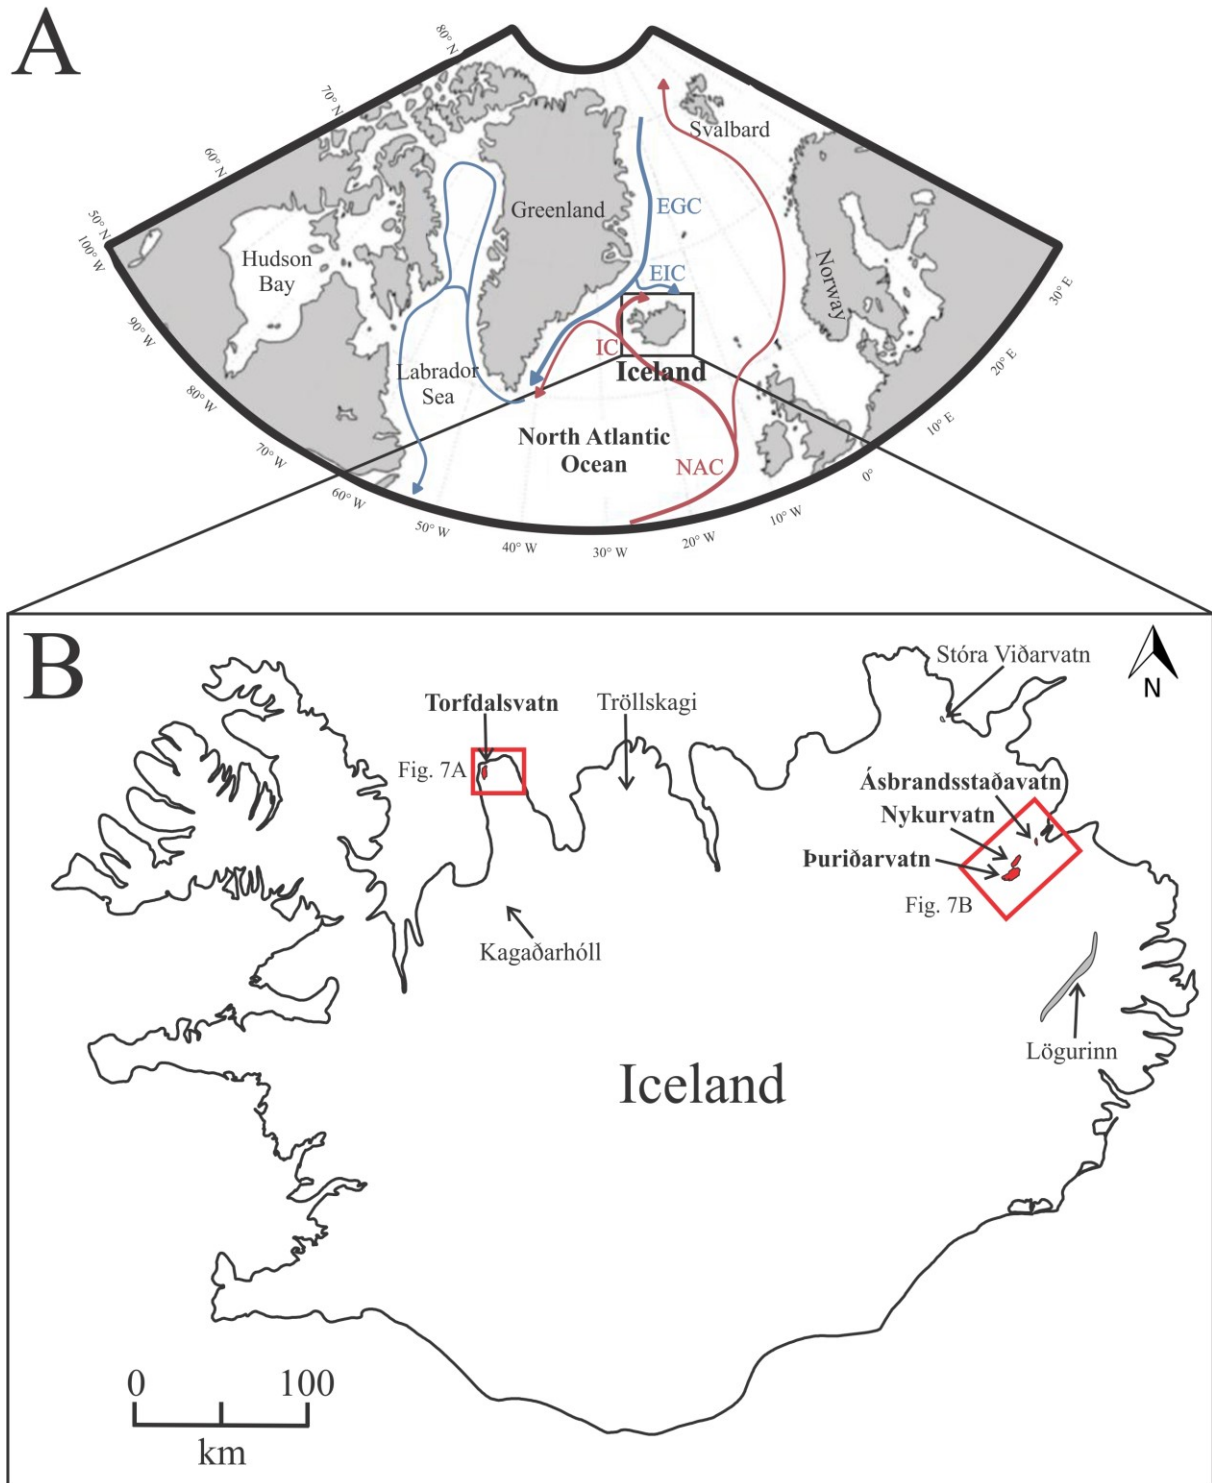 A
80° N
70° N
60° N
50° N
100° W
90° W
80° W
70° W
60° W
50° W
40° W
30° W
20° W
10° W
0°
10° E
20° E
30° E
Svalbard
Greenland
EGC
Hudson
Bay
EIC
Norway
IC
Iceland
Labrador
Sea
North Atlantic
Ocean
NAC
B
Stóra Viðarvatn
N
Torfdalsvatn
Tröllskagi
Fig. 7A
Ásbrandsstaðavatn
Nykurvatn
Þuriðarvatn
Fig. 7B
Kagaðarhóll
Lögurinn
Iceland
0 100
km